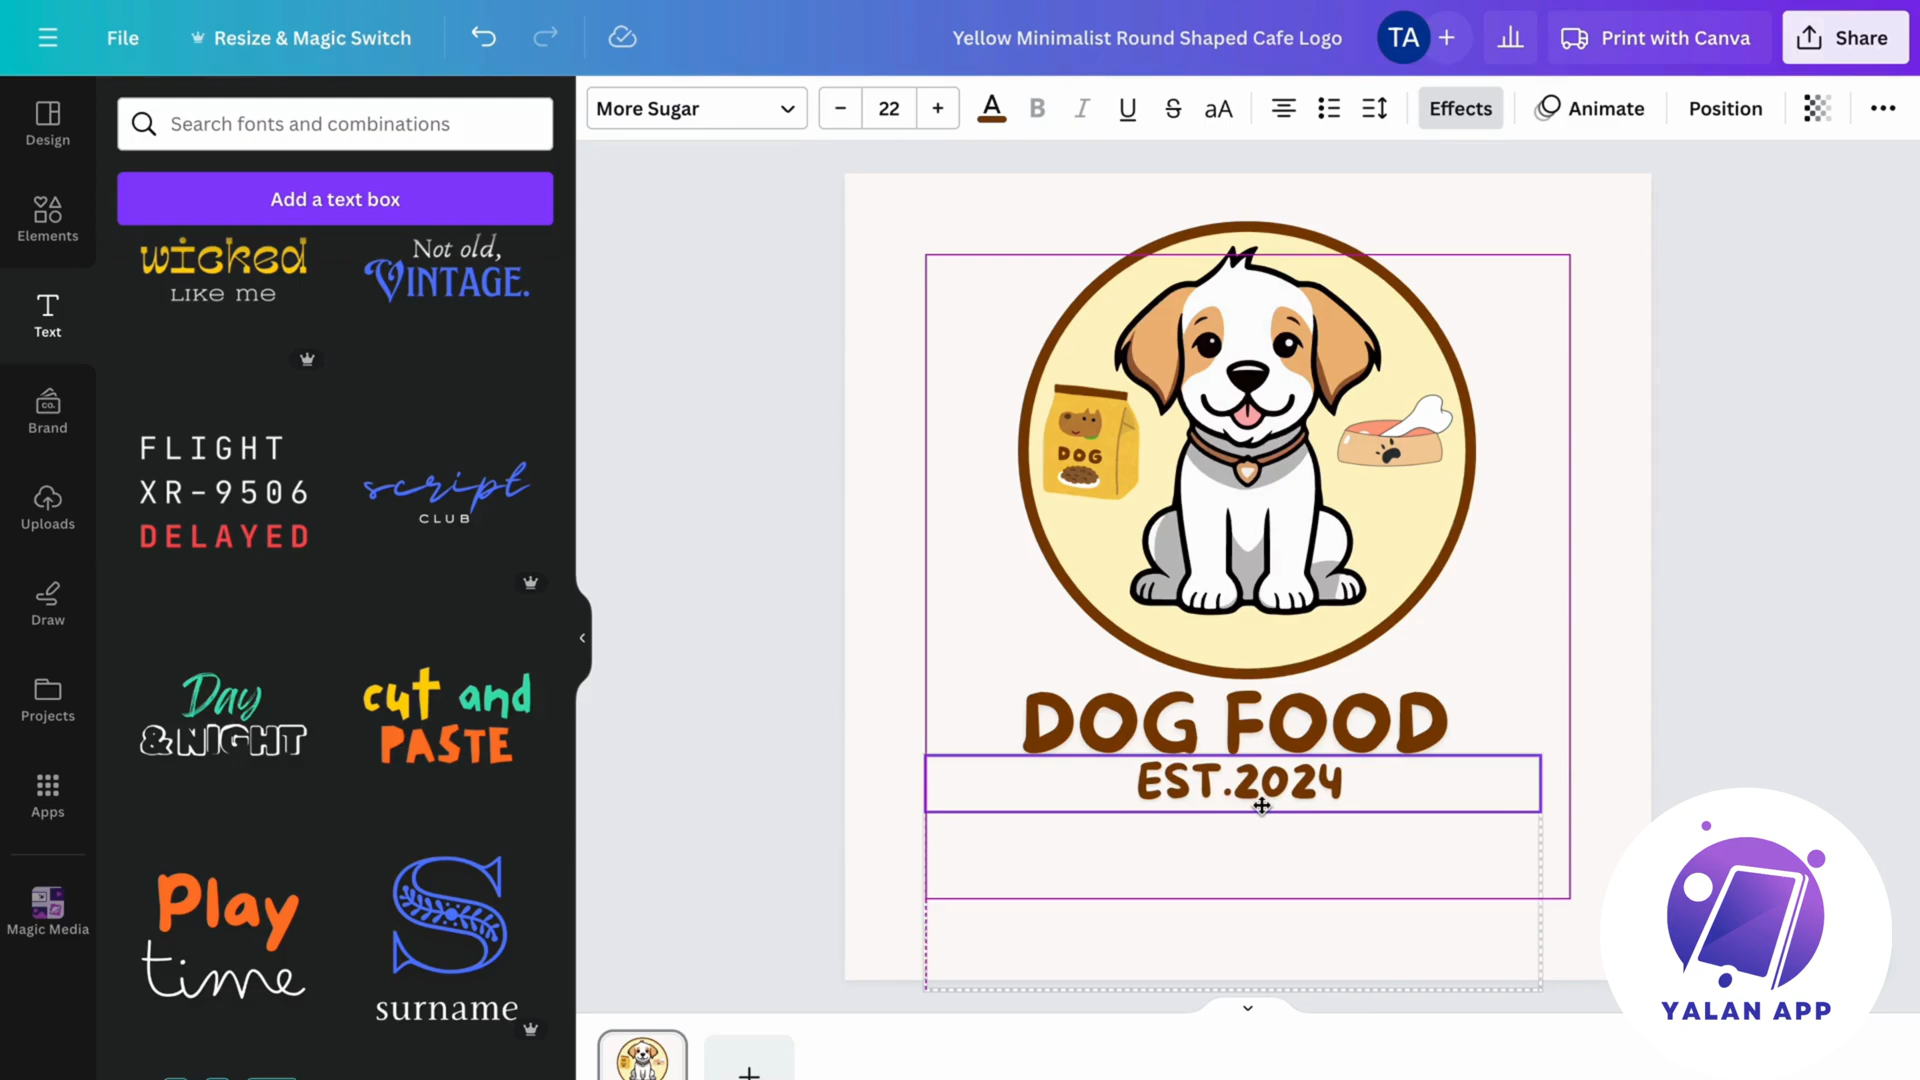 File
Resize & Magic Switch
Yellow Minimalist Round Shaped Cafe Logo
TA
+
Print with Canva
Share
Design
Elements
Text
Brand
CO.
Uploads
Draw
Projects
Apps
Magic Media
Search fonts and combinations
Add a text box
wicked
LIKE me
Not old,
VINTAGE.
FLIGHT
XR-9506
DELAYED
script
CLUB
Day
&NIGHT
cut and
PASTE
Play
time
S
surname
More Sugar
− 22 +
A B I U S aA
Effects
Animate
Position
DOG
DOG FOOD
EST.2024
YALAN APP